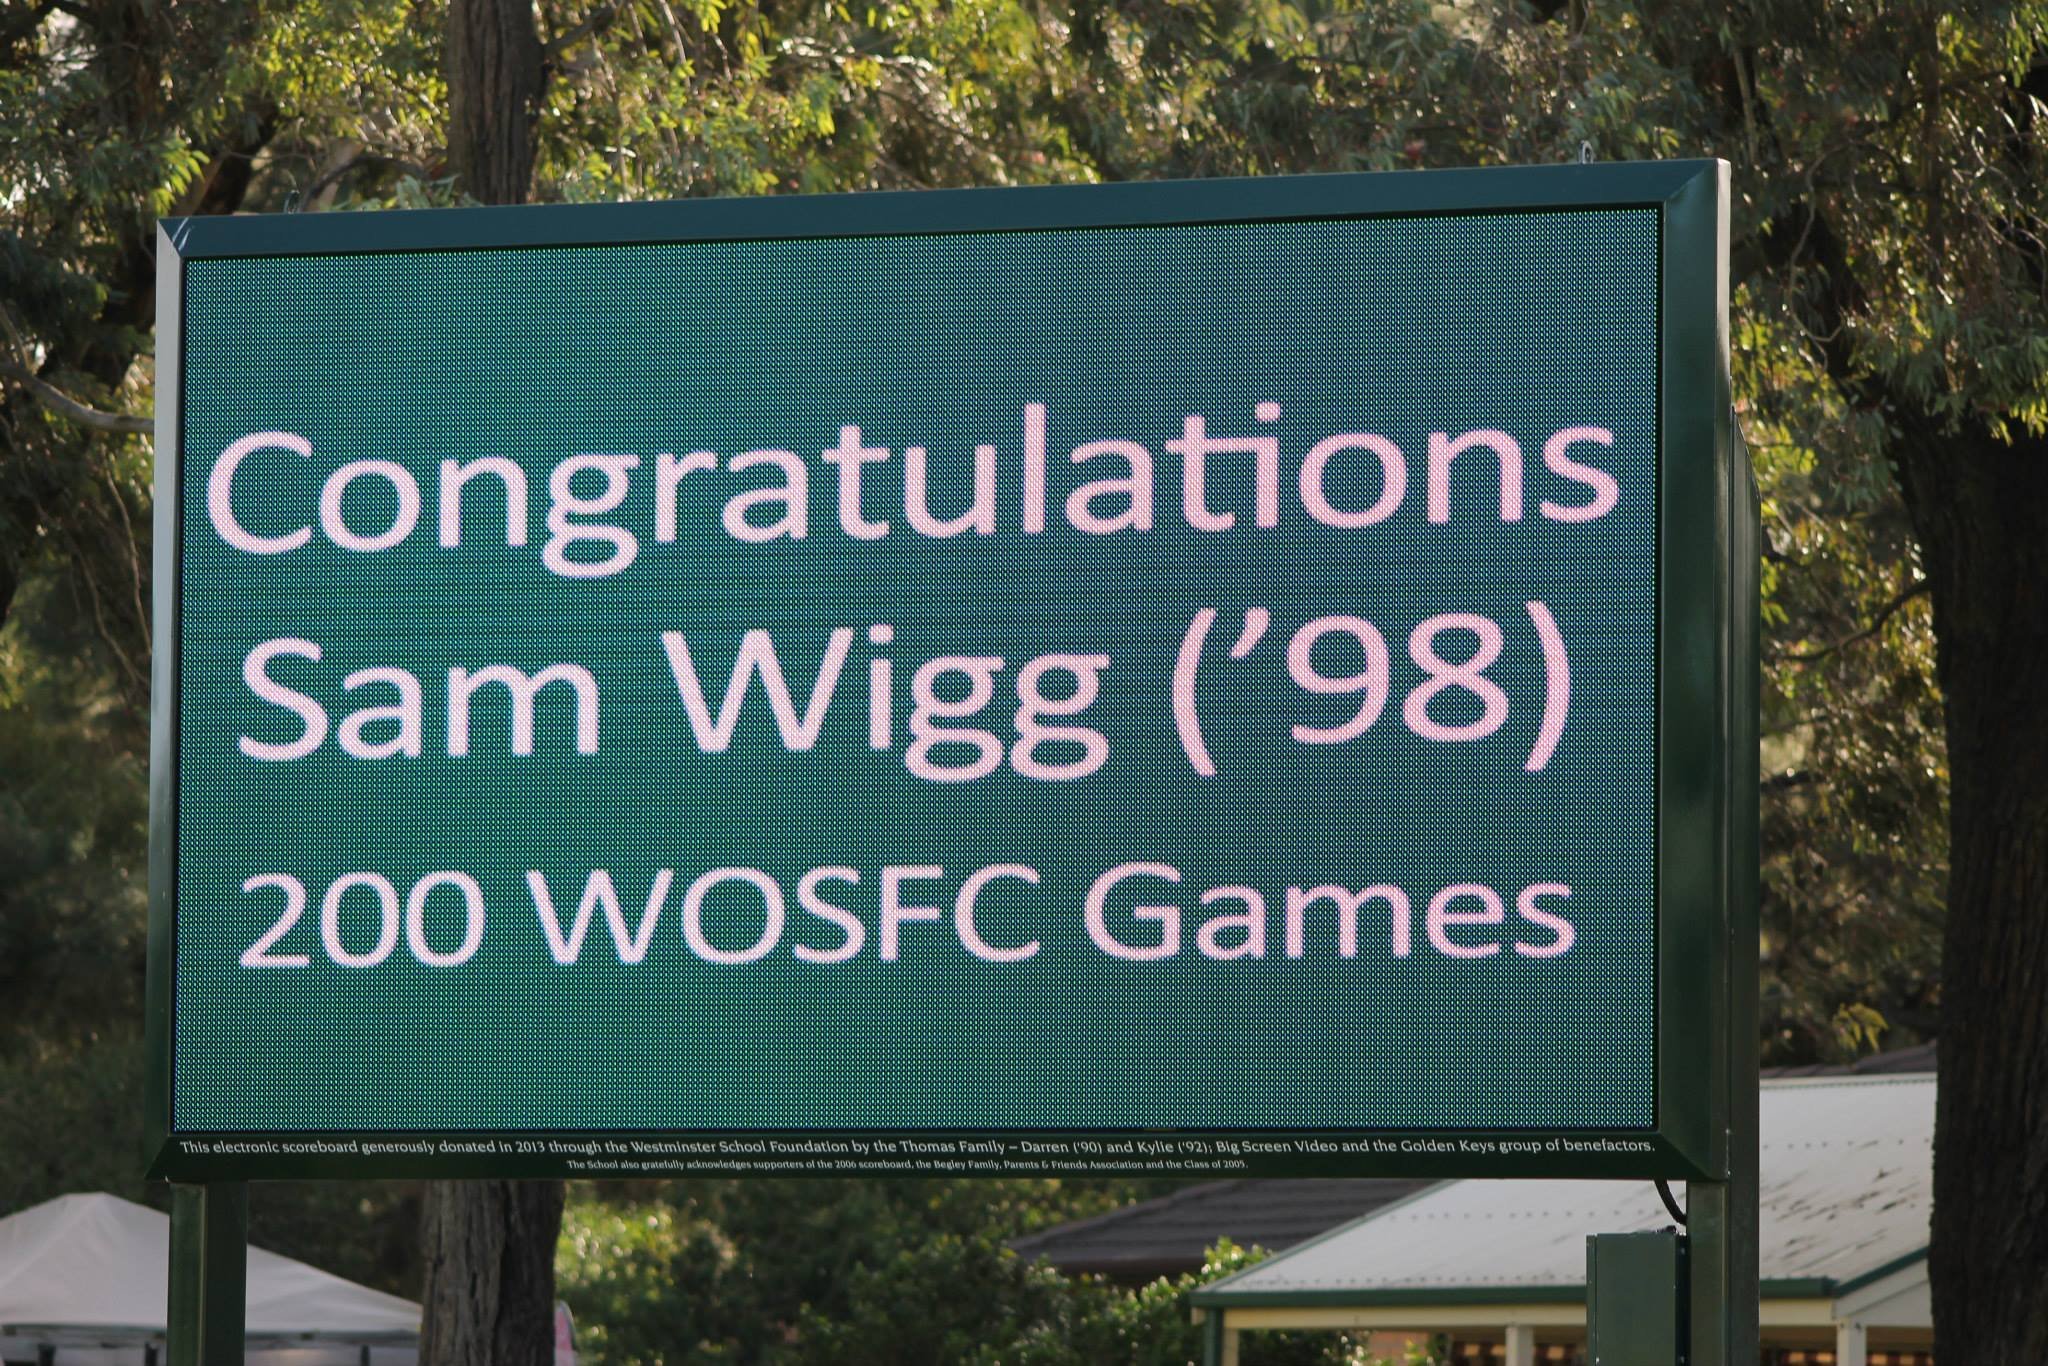 Congratulations
Sam Wigg ('98)
200 WOSFC Games
This electronic scoreboard generously donated in 2013 through the Westminster School Foundation by the Thomas Family – Darren ('90) and Kylie ('92); Big Screen Video and the Golden Keys group of benefactors.
The School also gratefully acknowledges supporters of the 2006 scoreboard, the Begley Family, Parents & Friends Association and the Class of 2005.